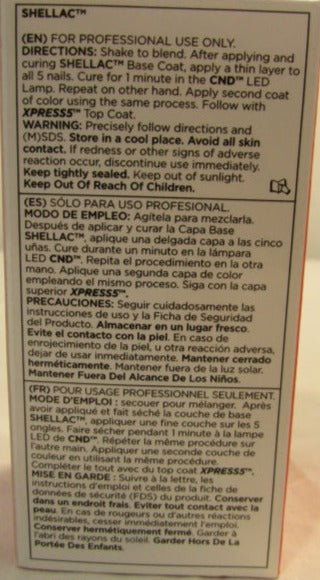 SHELLAC™
(EN) FOR PROFESSIONAL USE ONLY.
DIRECTIONS: Shake to blend. After applying and
curing SHELLAC™ Base Coat, apply a thin layer to
all 5 nails. Cure for 1 minute in the CND™ LED
Lamp. Repeat on other hand. Apply second coat
of color using the same process. Follow with
XPRESS5™ Top Coat.
WARNING: Precisely follow directions and
(M)SDS. Store in a cool place. Avoid all skin
contact. If redness or other signs of adverse
reaction occur, discontinue use immediately.
Keep tightly sealed. Keep out of sunlight.
Keep Out Of Reach Of Children.
(ES) SÓLO PARA USO PROFESIONAL.
MODO DE EMPLEO: Agítela para mezclarla.
Después de aplicar y curar la Capa Base
SHELLAC™, aplique una delgada capa a las cinco
uñas. Cure durante un minuto en la lámpara
LED CND™. Repita el procedimiento en la otra
mano. Aplique una segunda capa de color
empleando el mismo proceso. Siga con la capa
superior XPRESS5™.
PRECAUCIONES: Seguir cuidadosamente las
instrucciones de uso y la Ficha de Seguridad
del Producto. Almacenar en un lugar fresco.
Evite el contacto con la piel. En caso de
enrojecimiento de la piel, u otra reacción adversa,
dejar de usar inmediatamente. Mantener cerrado
herméticamente. Mantener fuera de la luz solar.
Mantener Fuera del Alcance De Los Niños.
(FR) POUR USAGE PROFESSIONNEL SEULEMENT.
MODE D'EMPLOI : secouer pour mélanger. Après
avoir appliqué et fait séché la couche de base
SHELLAC™, appliquer une fine couche sur les 5
ongles. Faire sécher pendant 1 minute à la lampe
LED de CND™. Répéter la même procédure sur
l'autre main. Appliquer une seconde couche de
couleur en utilisant la même procédure.
Compléter le tout avec du top coat XPRESS5™.
MISE EN GARDE : Suivre à la lettre, les
instructions d'emploi et celles de la fiche de
données de sécurité (FDS) du produit. Conserver
dans un endroit frais. Éviter tout contact avec la
peau. En cas de rougeurs ou d'autres réactions
indésirables, cesser immédiatement l'emploi.
Conserver hermétiquement fermé. Garder à
l'abri des rayons du soleil. Garder Hors De La
Portée Des Enfants.